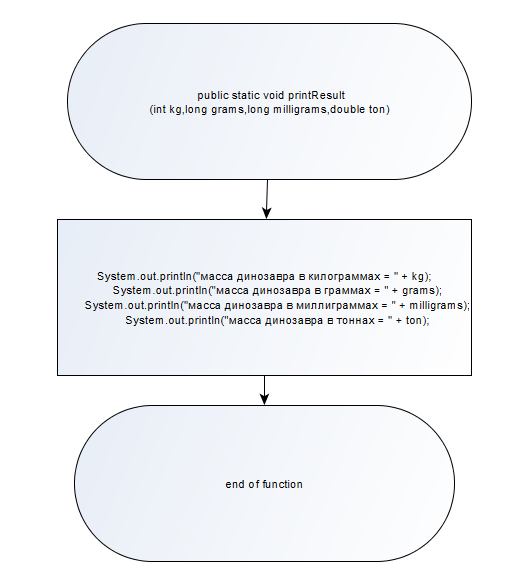 public static void printResult
(int kg,long grams,long milligrams,double ton)
System.out.println("масса динозавра в килограммах = " + kg);
System.out.println("масса динозавра в граммах = " + grams);
System.out.println("масса динозавра в миллиграммах = " + milligrams);
System.out.println("масса динозавра в тоннах = " + ton);
end of function